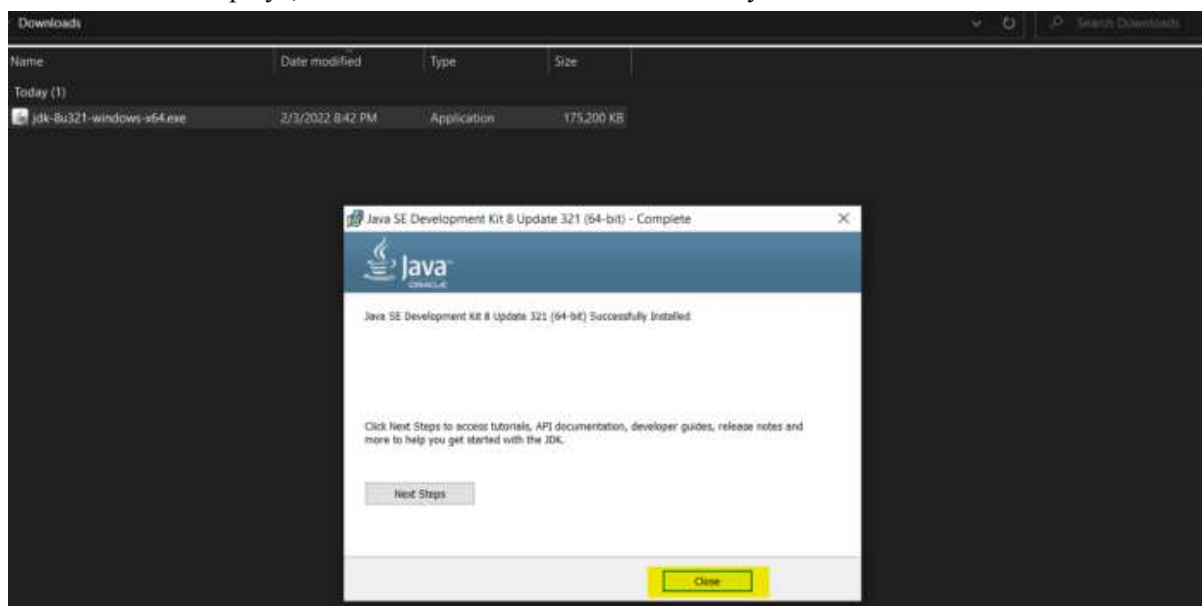 Downloads
Search Downloads
Name Date modified Type Size
Today (1)
jdk-8u321-windows-x64.exe 2/3/2022 8:42 PM Application 175,200 KB
Java SE Development Kit 8 Update 321 (64-bit) - Complete
Java
ORACLE
Java SE Development Kit 8 Update 321 (64-bit) Successfully Installed
Click Next Steps to access tutorials, API documentation, developer guides, release notes and
more to help you get started with the JDK.
Next Steps
Close